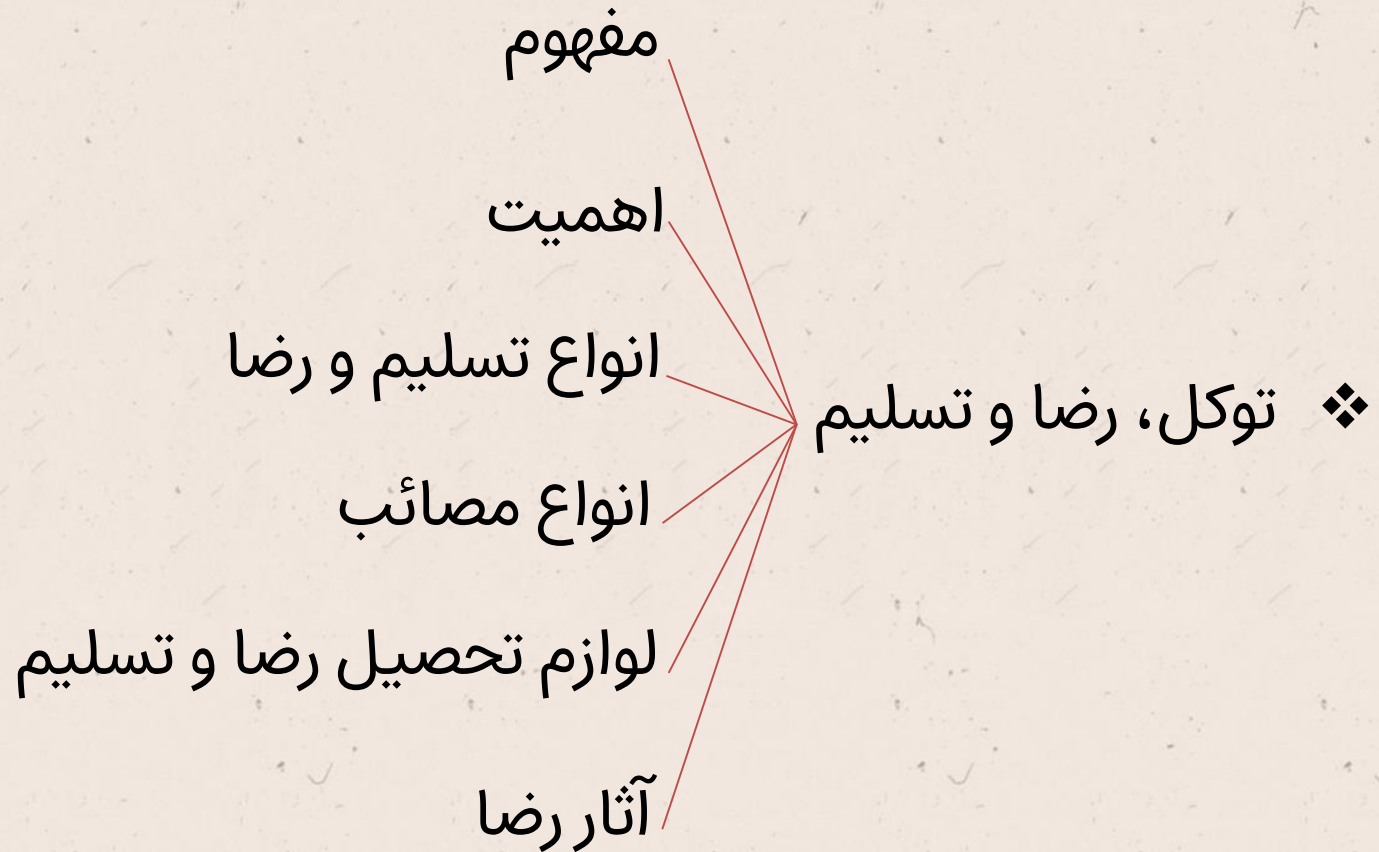 ❖ توکل، رضا و تسلیم
مفهوم
اهمیت
انواع تسلیم و رضا
انواع مصائب
لوازم تحصیل رضا و تسلیم
آثار رضا